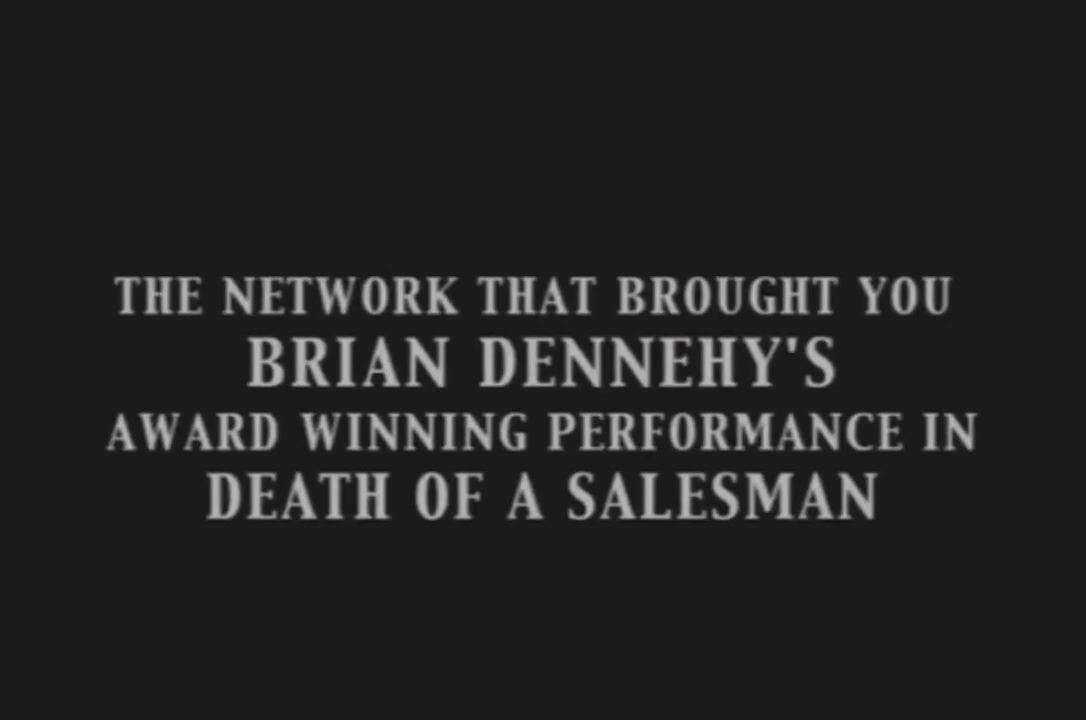 THE NETWORK THAT BROUGHT YOU
BRIAN DENNEHY'S
AWARD WINNING PERFORMANCE IN
DEATH OF A SALESMAN